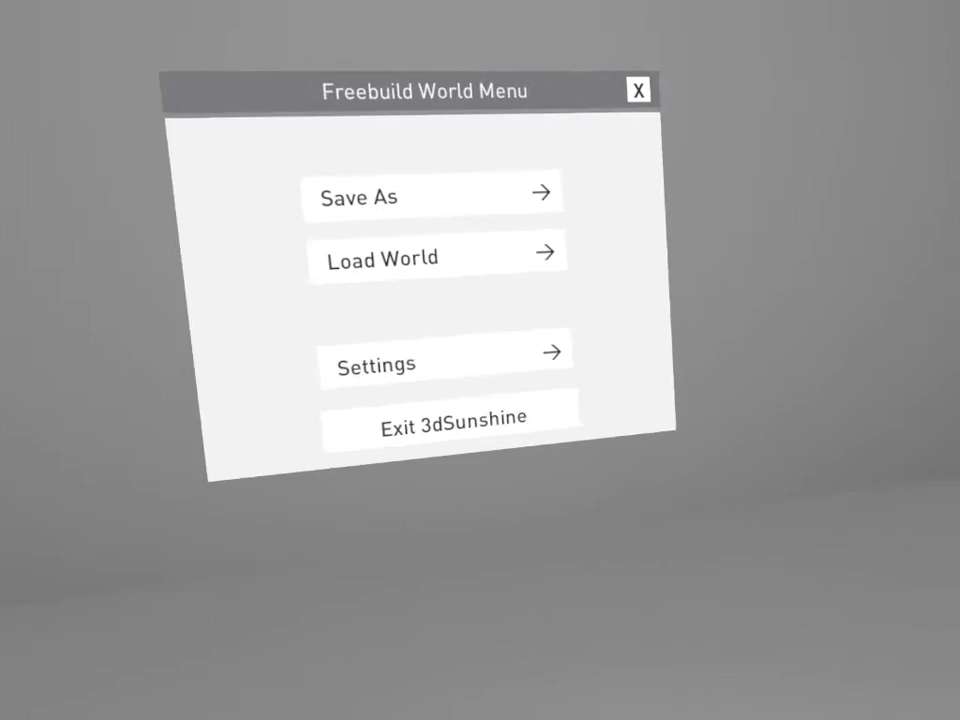 Freebuild World Menu X
Save As →
Load World →
Settings →
Exit 3dSunshine